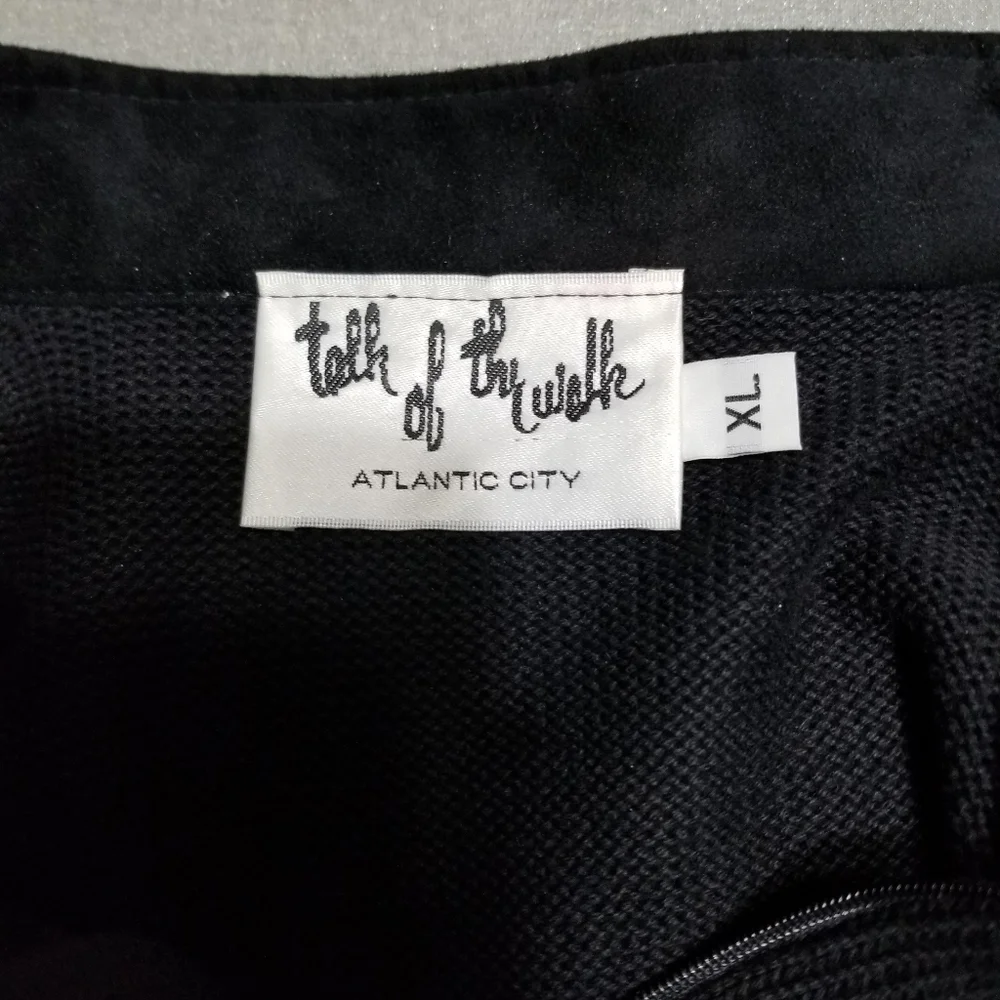 talk of the walk
ATLANTIC CITY
XL